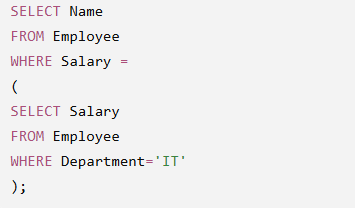 SELECT Name
FROM Employee
WHERE Salary =
(
SELECT Salary
FROM Employee
WHERE Department='IT'
);